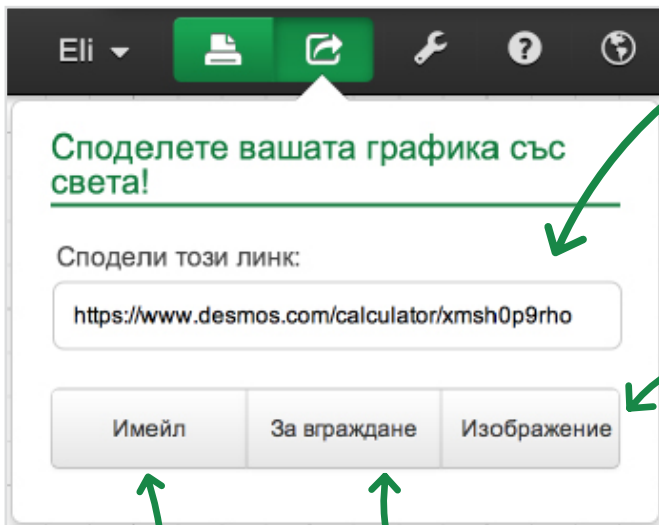 Eli
Споделете вашата графика със
света!
Сподели този линк:
https://www.desmos.com/calculator/xmsh0p9rho
Имейл За вграждане Изображение